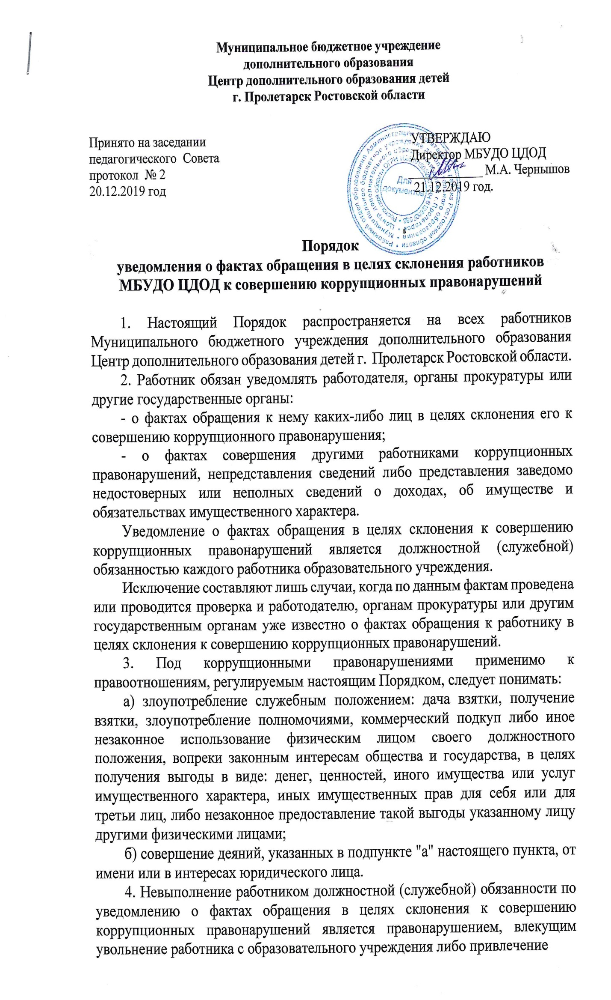 Муниципальное бюджетное учреждение
дополнительного образования
Центр дополнительного образования детей
г. Пролетарск Ростовской области
Принято на заседании
педагогического Совета
протокол № 2
20.12.2019 год
УТВЕРЖДАЮ
Директор МБУДО ЦДОД
М.А. Чернышов
21.12.2019 год.
Для
документов
Порядок
уведомления о фактах обращения в целях склонения работников
МБУДО ЦДОД к совершению коррупционных правонарушений
1. Настоящий Порядок распространяется на всех работников
Муниципального бюджетного учреждения дополнительного образования
Центр дополнительного образования детей г. Пролетарск Ростовской области.
2. Работник обязан уведомлять работодателя, органы прокуратуры или
другие государственные органы:
- о фактах обращения к нему каких-либо лиц в целях склонения его к
совершению коррупционного правонарушения;
- о фактах совершения другими работниками коррупционных
правонарушений, непредставления сведений либо представления заведомо
недостоверных или неполных сведений о доходах, об имуществе и
обязательствах имущественного характера.
Уведомление о фактах обращения в целях склонения к совершению
коррупционных правонарушений является должностной (служебной)
обязанностью каждого работника образовательного учреждения.
Исключение составляют лишь случаи, когда по данным фактам проведена
или проводится проверка и работодателю, органам прокуратуры или другим
государственным органам уже известно о фактах обращения к работнику в
целях склонения к совершению коррупционных правонарушений.
3. Под коррупционными правонарушениями применимо к
правоотношениям, регулируемым настоящим Порядком, следует понимать:
а) злоупотребление служебным положением: дача взятки, получение
взятки, злоупотребление полномочиями, коммерческий подкуп либо иное
незаконное использование физическим лицом своего должностного
положения, вопреки законным интересам общества и государства, в целях
получения выгоды в виде: денег, ценностей, иного имущества или услуг
имущественного характера, иных имущественных прав для себя или для
третьи лиц, либо незаконное предоставление такой выгоды указанному лицу
другими физическими лицами;
б) совершение деяний, указанных в подпункте "а" настоящего пункта, от
имени или в интересах юридического лица.
4. Невыполнение работником должностной (служебной) обязанности по
уведомлению о фактах обращения в целях склонения к совершению
коррупционных правонарушений является правонарушением, влекущим
увольнение работника с образовательного учреждения либо привлечение